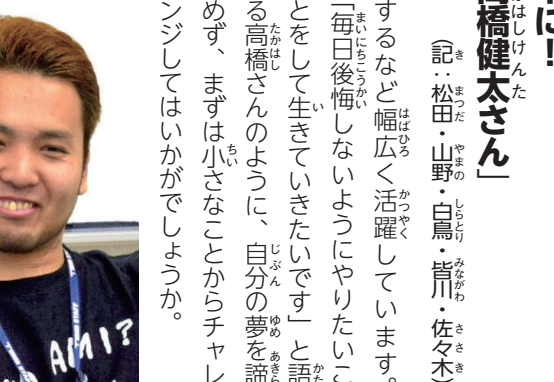 に！
高橋健太さん」
（記：松田・山野・白鳥・皆川・佐々木）
するなど幅広く活躍しています。
「毎日後悔しないようにやりたいこ
とをして生きていきたいです」と語
る高橋さんのように、自分の夢を諦
めず、まずは小さなことからチャレ
ンジしてはいかがでしょうか。
AM I?